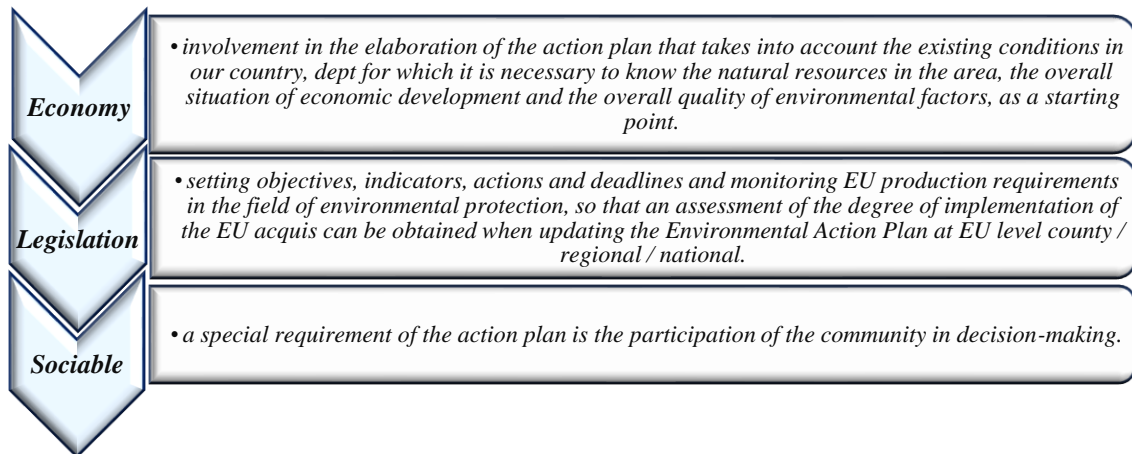 Economy
• involvement in the elaboration of the action plan that takes into account the existing conditions in
our country, dept for which it is necessary to know the natural resources in the area, the overall
situation of economic development and the overall quality of environmental factors, as a starting
point.
Legislation
• setting objectives, indicators, actions and deadlines and monitoring EU production requirements
in the field of environmental protection, so that an assessment of the degree of implementation of
the EU acquis can be obtained when updating the Environmental Action Plan at EU level county /
regional / national.
Sociable
• a special requirement of the action plan is the participation of the community in decision-making.